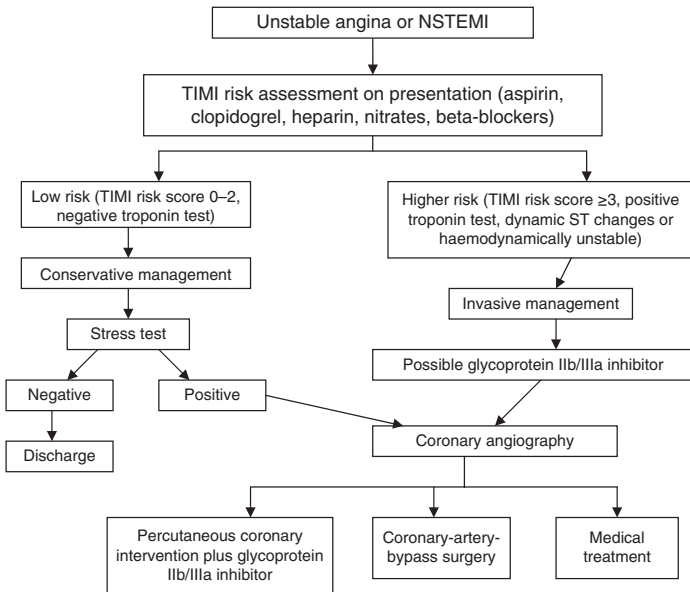 Unstable angina or NSTEMI
TIMI risk assessment on presentation (aspirin,
clopidogrel, heparin, nitrates, beta-blockers)
Low risk (TIMI risk score 0–2,
negative troponin test)
Higher risk (TIMI risk score ≥3, positive
troponin test, dynamic ST changes or
haemodynamically unstable)
Conservative management
Invasive management
Stress test
Possible glycoprotein IIb/IIIa inhibitor
Negative
Positive
Coronary angiography
Discharge
Percutaneous coronary
intervention plus glycoprotein
IIb/IIIa inhibitor
Coronary-artery-
bypass surgery
Medical
treatment